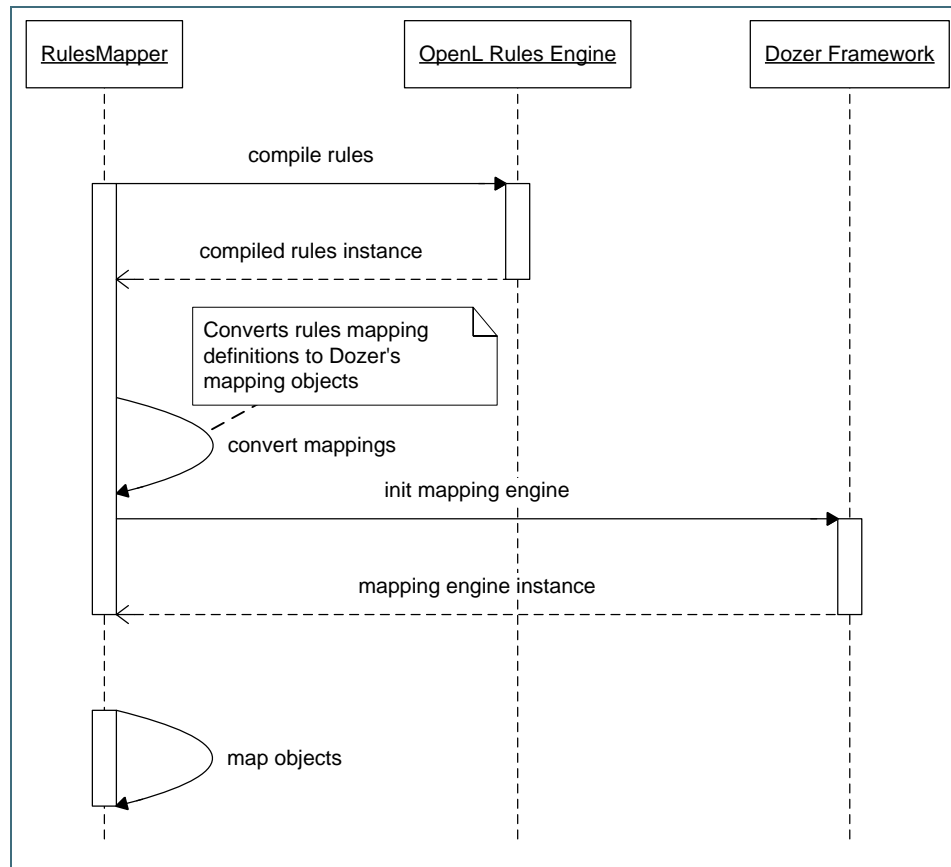 RulesMapper
OpenL Rules Engine
Dozer Framework
compile rules
compiled rules instance
Converts rules mapping
definitions to Dozer's
mapping objects
convert mappings
init mapping engine
mapping engine instance
map objects